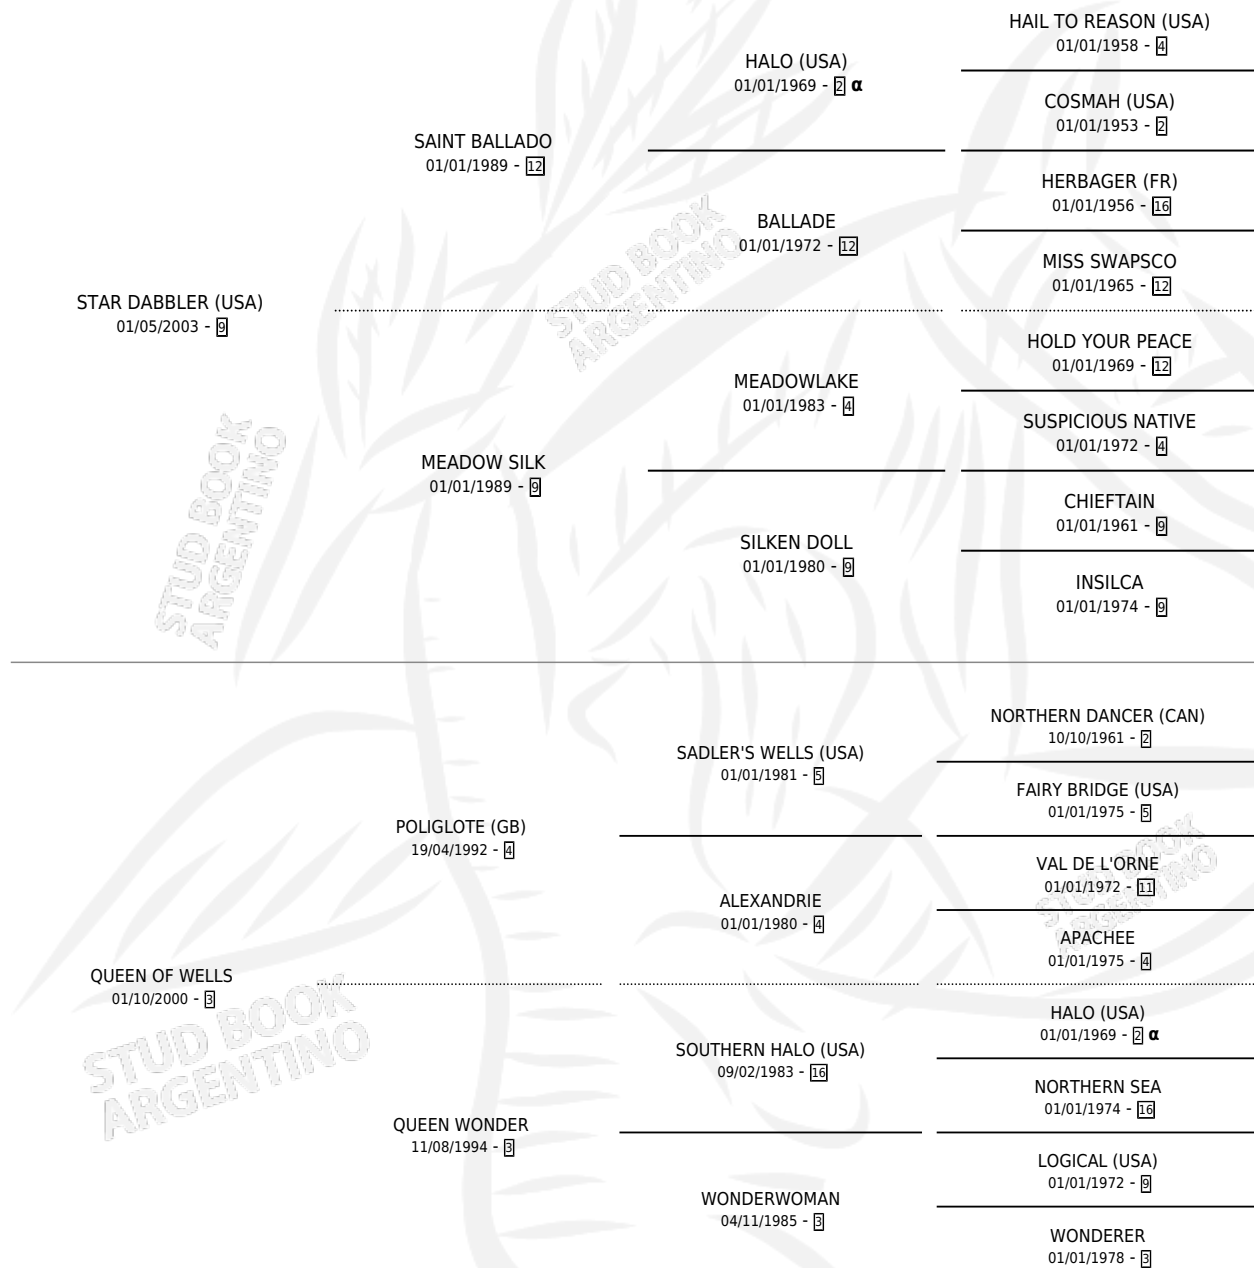 HAIL TO REASON (USA)
01/01/1958 - 4
HALO (USA)
01/01/1969 - 2 α
COSMAH (USA)
01/01/1953 - 2
SAINT BALLADO
01/01/1989 - 12
HERBAGER (FR)
01/01/1956 - 16
BALLADE
01/01/1972 - 12
MISS SWAPSCO
01/01/1965 - 12
STUD BOOK
ARGENTINO
STAR DABBLER (USA)
01/05/2003 - 9
HOLD YOUR PEACE
01/01/1969 - 12
MEADOWLAKE
01/01/1983 - 4
SUSPICIOUS NATIVE
01/01/1972 - 4
MEADOW SILK
01/01/1989 - 9
CHIEFTAIN
01/01/1961 - 9
SILKEN DOLL
01/01/1980 - 9
INSILCA
01/01/1974 - 9
STUD BOOK
ARGENTINO
NORTHERN DANCER (CAN)
10/10/1961 - 2
SADLER'S WELLS (USA)
01/01/1981 - 5
FAIRY BRIDGE (USA)
01/01/1975 - 5
POLIGLOTE (GB)
19/04/1992 - 4
VAL DE L'ORNE
01/01/1972 - 11
ALEXANDRIE
01/01/1980 - 4
APACHEE
01/01/1975 - 4
STUD BOOK
ARGENTINO
QUEEN OF WELLS
01/10/2000 - 3
HALO (USA)
01/01/1969 - 2 α
SOUTHERN HALO (USA)
09/02/1983 - 16
NORTHERN SEA
01/01/1974 - 16
QUEEN WONDER
11/08/1994 - 3
LOGICAL (USA)
01/01/1972 - 9
WONDERWOMAN
04/11/1985 - 3
WONDERER
01/01/1978 - 3
STUD BOOK
ARGENTINO